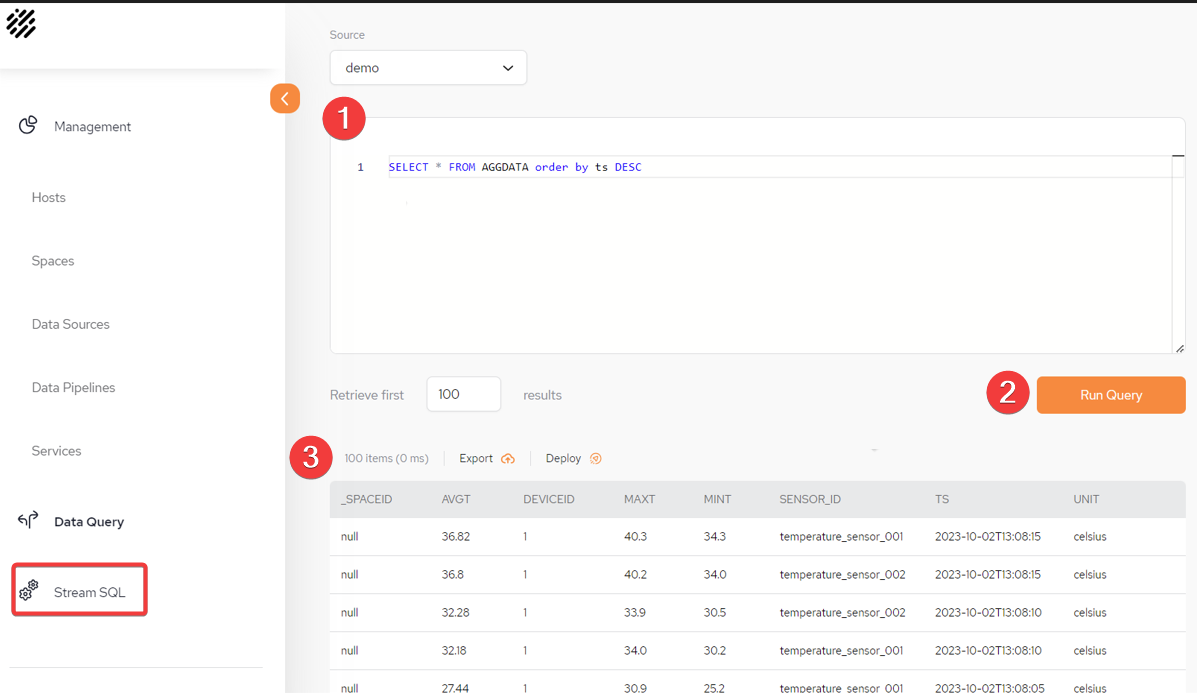 Source
demo
1
Management
1 SELECT * FROM AGGDATA order by ts DESC
Hosts
Spaces
Data Sources
Data Pipelines
Services
Data Query
Stream SQL
Retrieve first 100 results
2
Run Query
3
100 items (0 ms) Export Deploy
_SPACEID AVGT DEVICEID MAXT MINT SENSOR_ID TS UNIT
null 36.82 1 40.3 34.3 temperature_sensor_001 2023-10-02T13:08:15 celsius
null 36.8 1 40.2 34.0 temperature_sensor_002 2023-10-02T13:08:15 celsius
null 32.28 1 33.9 30.5 temperature_sensor_002 2023-10-02T13:08:10 celsius
null 32.18 1 34.0 30.2 temperature_sensor_001 2023-10-02T13:08:10 celsius
null 27.44 1 30.9 25.2 temperature_sensor_001 2023-10-02T13:08:05 celsius